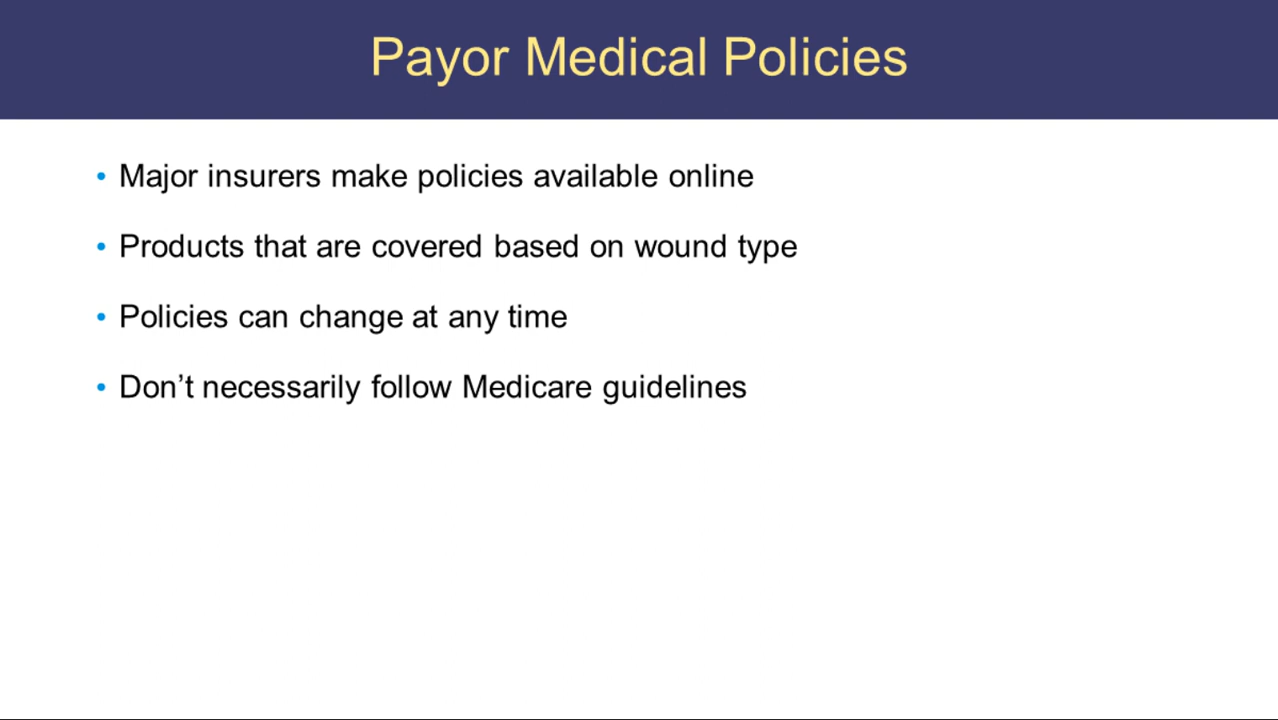 Payor Medical Policies
• Major insurers make policies available online
• Products that are covered based on wound type
• Policies can change at any time
• Don’t necessarily follow Medicare guidelines